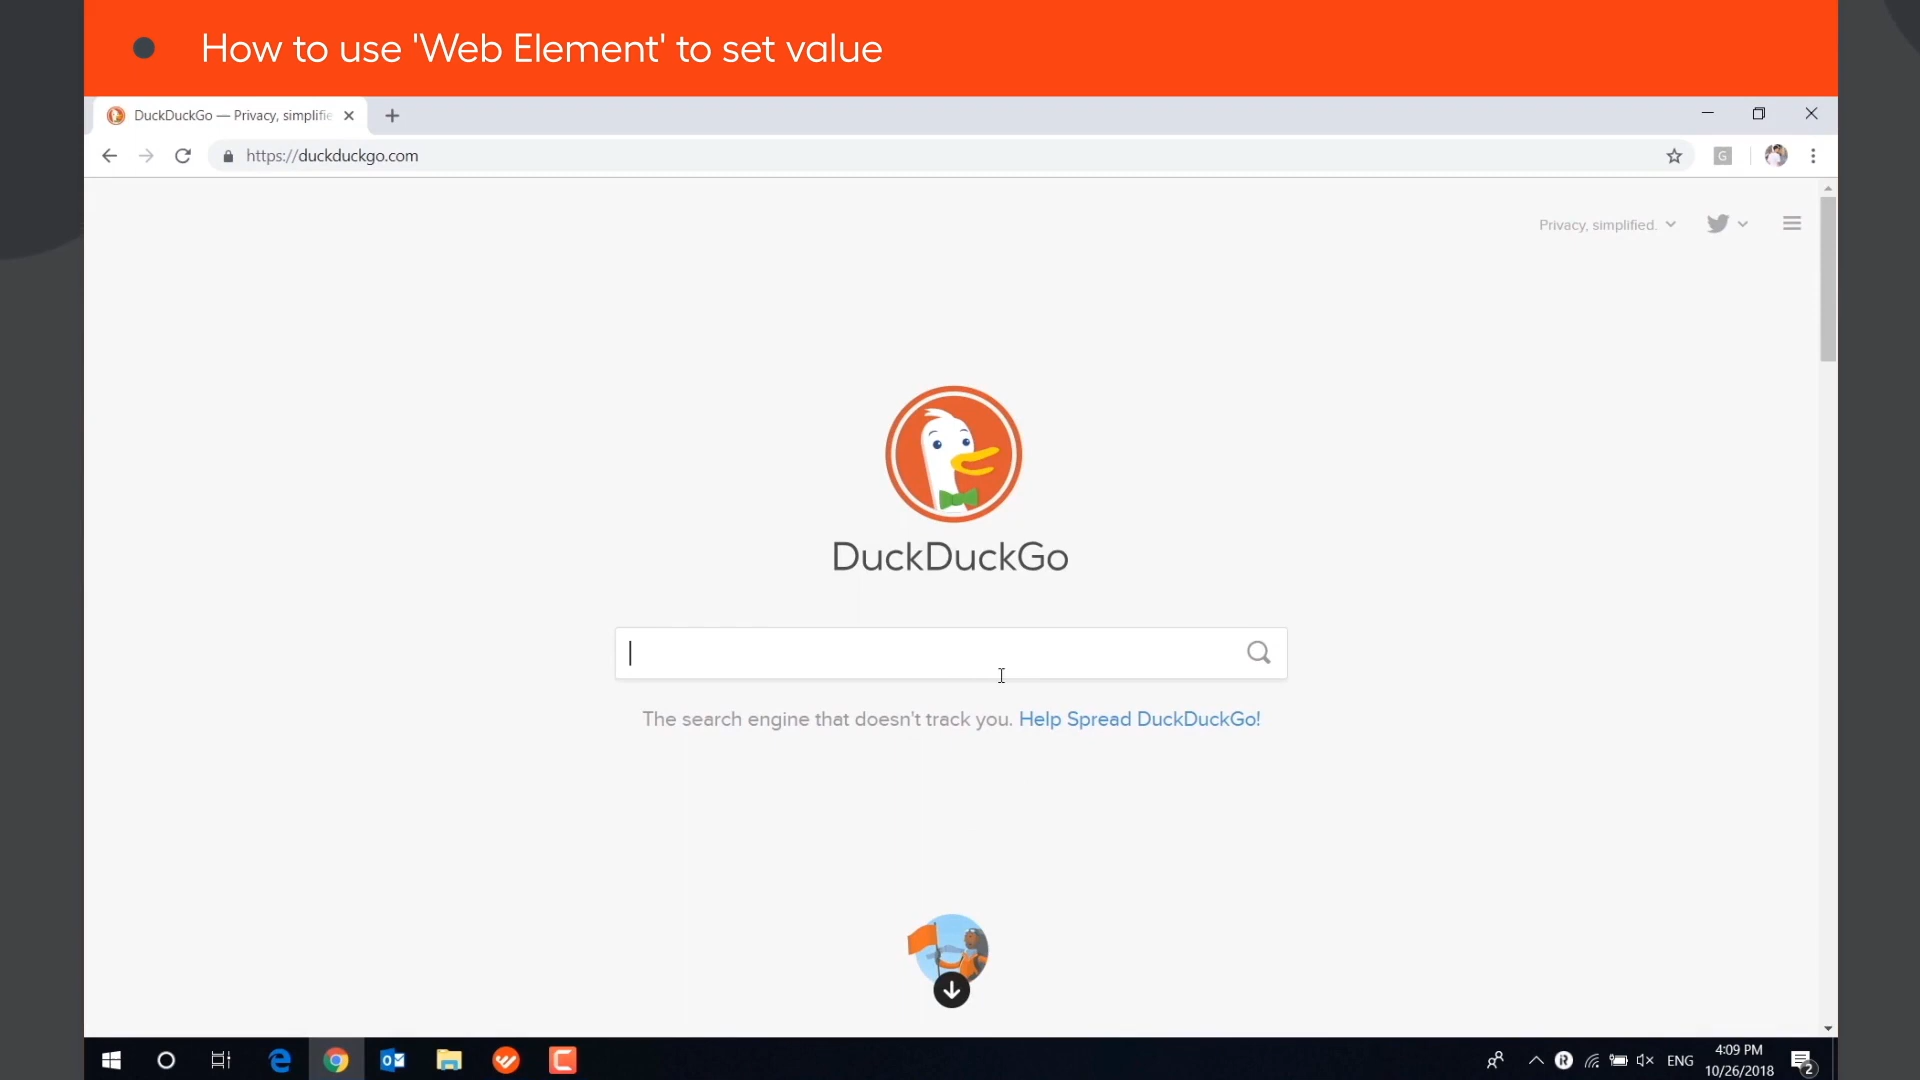 How to use 'Web Element' to set value
DuckDuckGo — Privacy, simplifie
https://duckduckgo.com
G
Privacy, simplified.
DuckDuckGo
The search engine that doesn't track you. Help Spread DuckDuckGo!
ENG
4:09 PM
10/26/2018
2